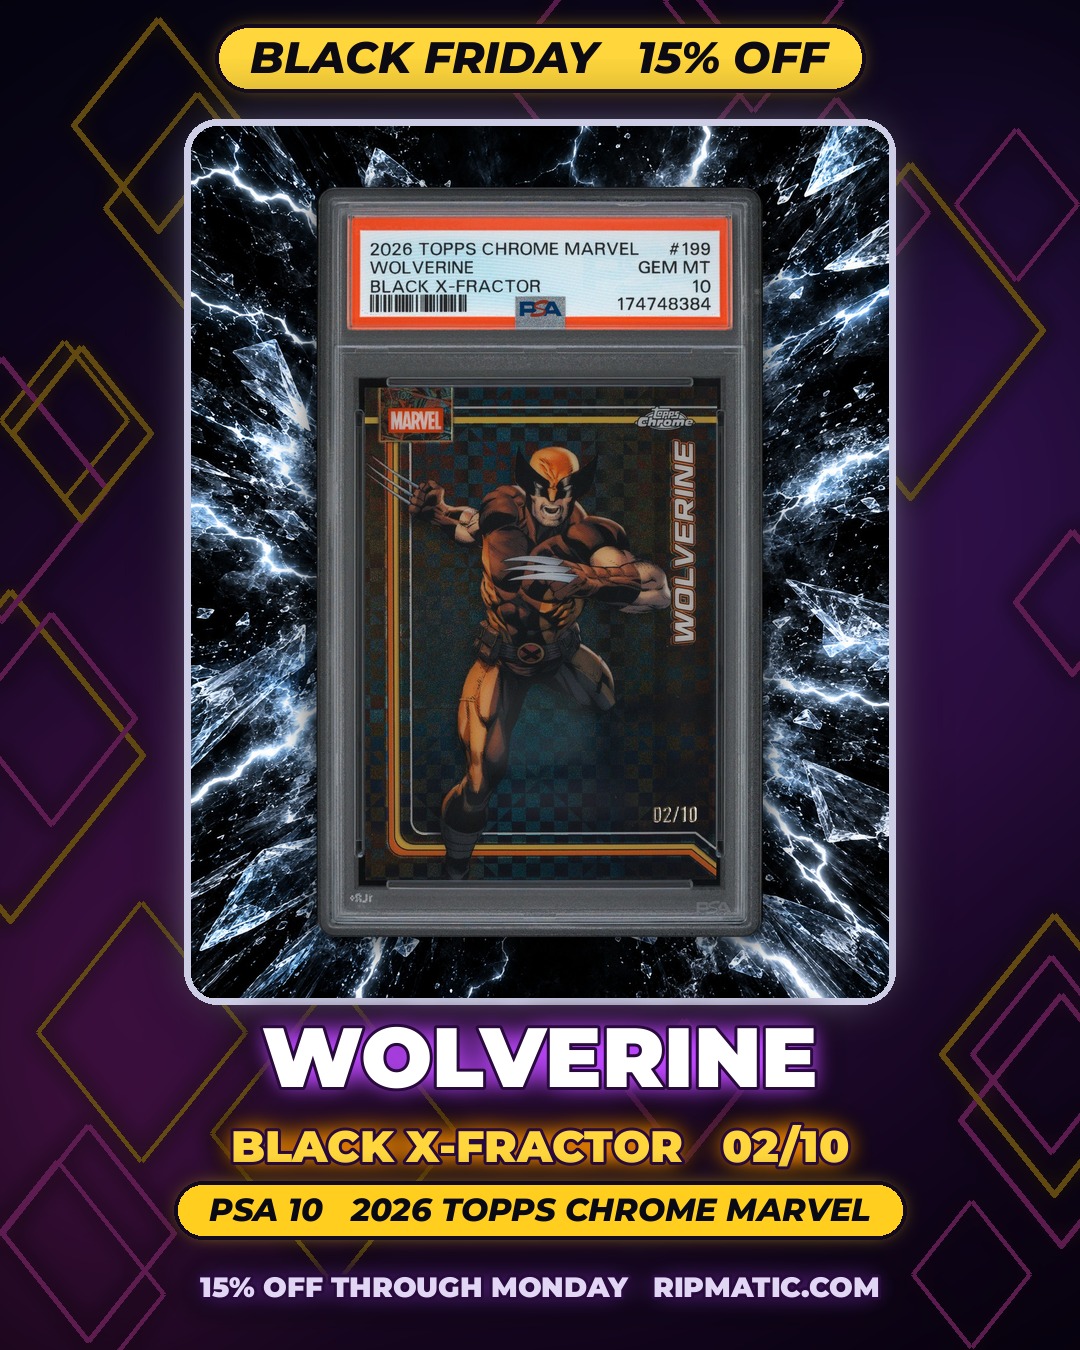 BLACK FRIDAY 15% OFF
2026 TOPPS CHROME MARVEL #199
WOLVERINE GEM MT
BLACK X-FRACTOR 10
PSA 174748384
MARVEL
Topps Chrome
WOLVERINE
02/10
PSA
WOLVERINE
BLACK X-FRACTOR 02/10
PSA 10 2026 TOPPS CHROME MARVEL
15% OFF THROUGH MONDAY RIPMATIC.COM